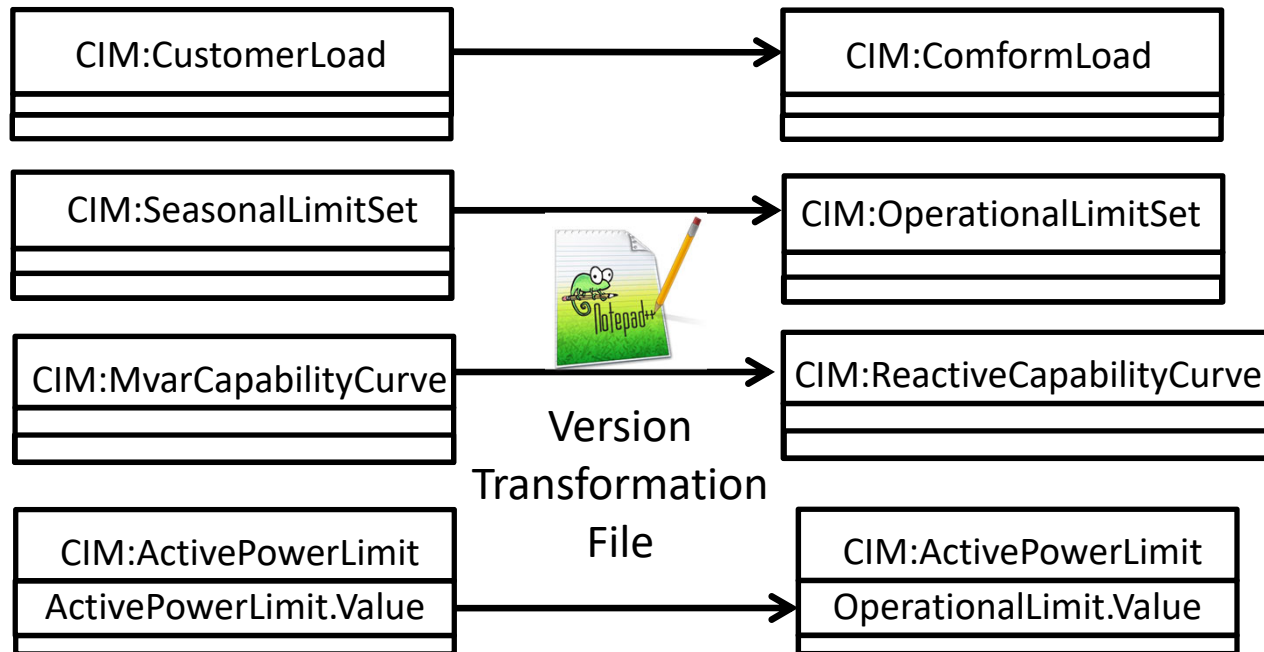 CIM:CustomerLoad
CIM:ComformLoad
CIM:SeasonalLimitSet
CIM:OperationalLimitSet
Notepad++
CIM:MvarCapabilityCurve
CIM:ReactiveCapabilityCurve
Version
Transformation
File
CIM:ActivePowerLimit
CIM:ActivePowerLimit
ActivePowerLimit.Value
OperationalLimit.Value